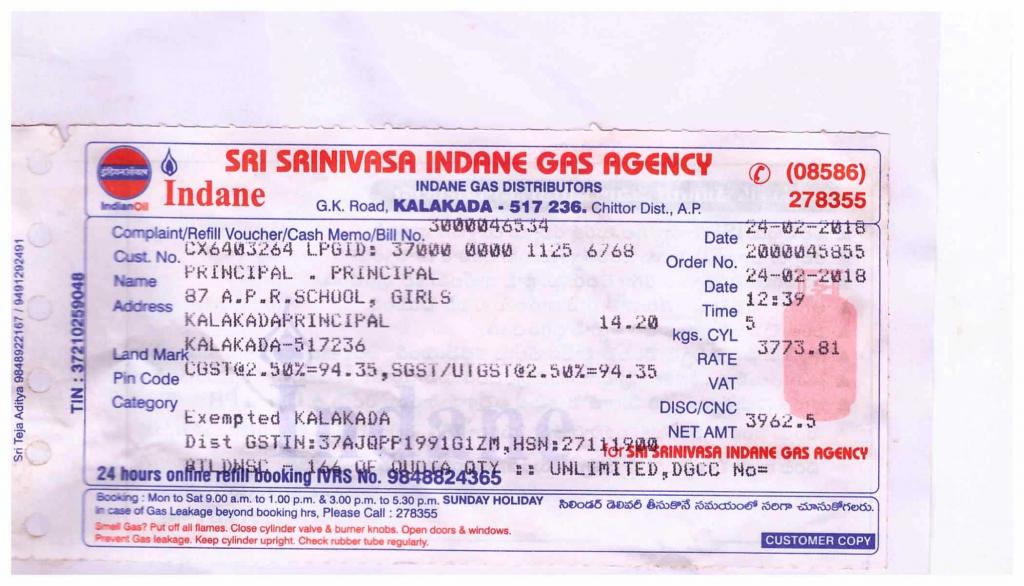 SRI SRINIVASA INDANE GAS AGENCY
(08586)
278355
इंडियनऑयल
IndianOil
Indane
INDANE GAS DISTRIBUTORS
G.K. Road, KALAKADA - 517 236. Chittor Dist., A.P.
Complaint/Refill Voucher/Cash Memo/Bill No. 3000046534 Date 24-02-2018
Cust. No. CX6403264 LPGID: 37000 0000 1125 6768 Order No. 2000045855
Name PRINCIPAL . PRINCIPAL Date 24-02-2018
Address 87 A.P.R.SCHOOL, GIRLS Time 12:39
KALAKADAPRINCIPAL 14.20 kgs. CYL 5
Land Mark KALAKADA-517236 RATE 3773.81
Pin Code CGST@2.50%=94.35,SGST/UTGST@2.50%=94.35 VAT
Category DISC/CNC
Exempted KALAKADA NET AMT 3962.5
Dist GSTIN:37AJQPP1991G1ZM,HSN:27111900
for SRI SRINIVASA INDANE GAS AGENCY
OF QUOTA QTY :: UNLIMITED,DGCC No=
24 hours online refill booking IVRS No. 9848824365
Booking : Mon to Sat 9.00 a.m. to 1.00 p.m. & 3.00 p.m. to 5.30 p.m. SUNDAY HOLIDAY
In case of Gas Leakage beyond booking hrs, Please Call : 278355
సిలిండర్ డెలివరీ తీసుకొనే సమయంలో సరిగా చూసుకోగలరు.
Smell Gas? Put off all flames. Close cylinder valve & burner knobs. Open doors & windows.
Prevent Gas leakage. Keep cylinder upright. Check rubber tube regularly.
CUSTOMER COPY
TIN : 37210259048
Sri Teja Aditya 9848922167 / 9491292491